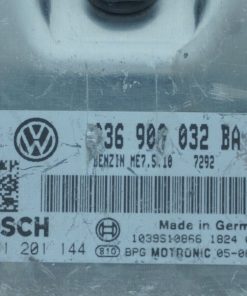 036 906 032 BA
BENZIN ME7.5.10 7292
SCH Made in Germ
1039S10866 1824
1 201 144 BPG MOTRONIC 05-0